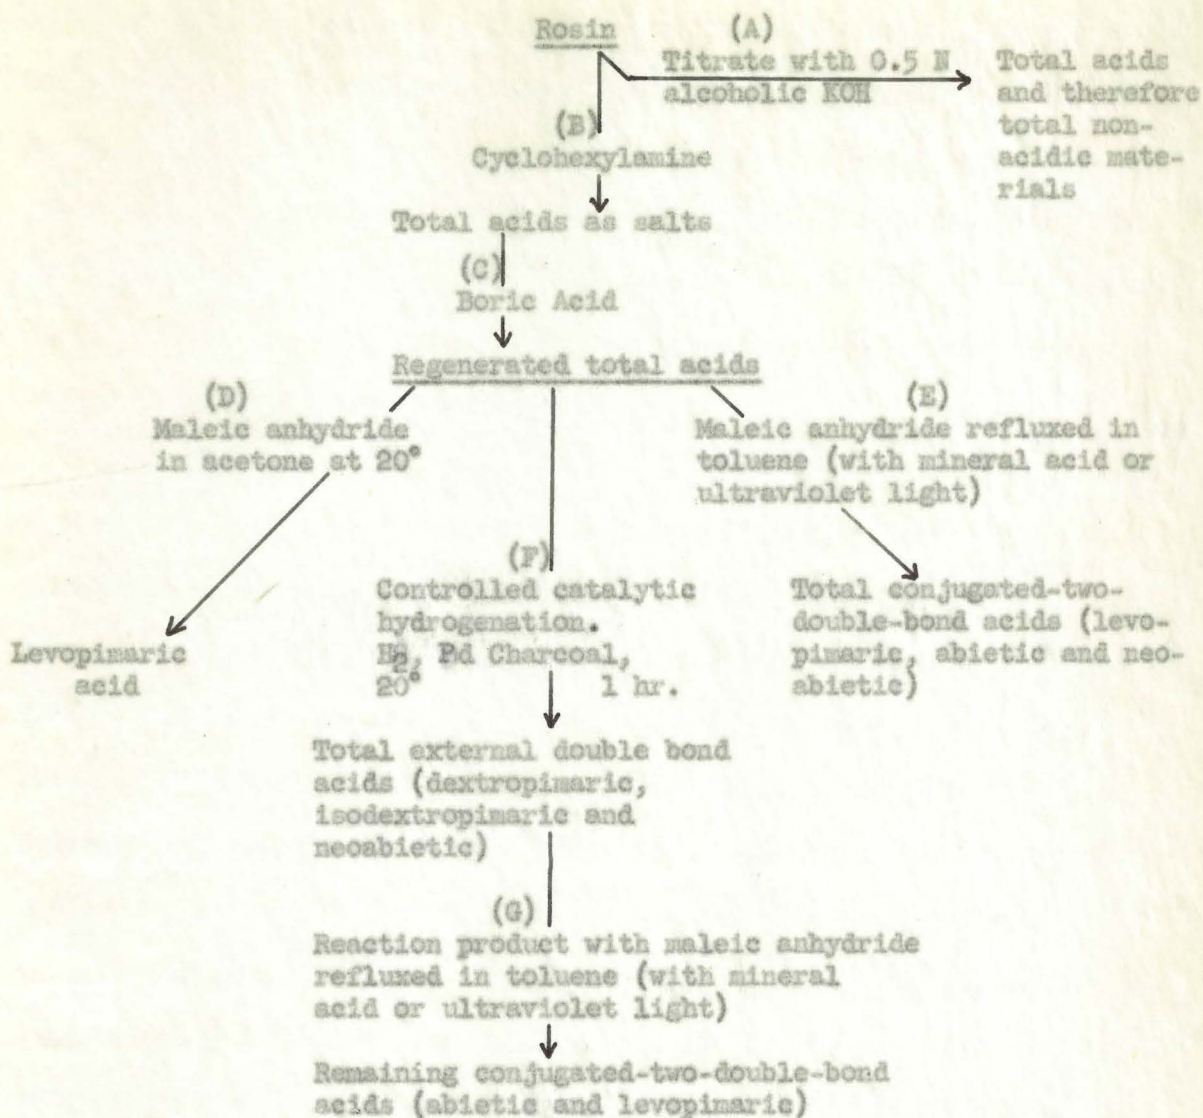 Rosin
(A)
Titrate with 0.5 N
alcoholic KOH
Total acids
and therefore
total non-
acidic mate-
rials
(B)
Cyclohexylamine
Total acids as salts
(C)
Boric Acid
Regenerated total acids
(D)
Maleic anhydride
in acetone at 20°
(E)
Maleic anhydride refluxed in
toluene (with mineral acid or
ultraviolet light)
Levopimaric
acid
(F)
Controlled catalytic
hydrogenation.
H2, Pd Charcoal,
20° 1 hr.
Total conjugated-two-
double-bond acids (levo-
pimaric, abietic and neo-
abietic)
Total external double bond
acids (dextropimaric,
isodextropimaric and
neoabietic)
(G)
Reaction product with maleic anhydride
refluxed in toluene (with mineral
acid or ultraviolet light)
Remaining conjugated-two-double-bond
acids (abietic and levopimaric)